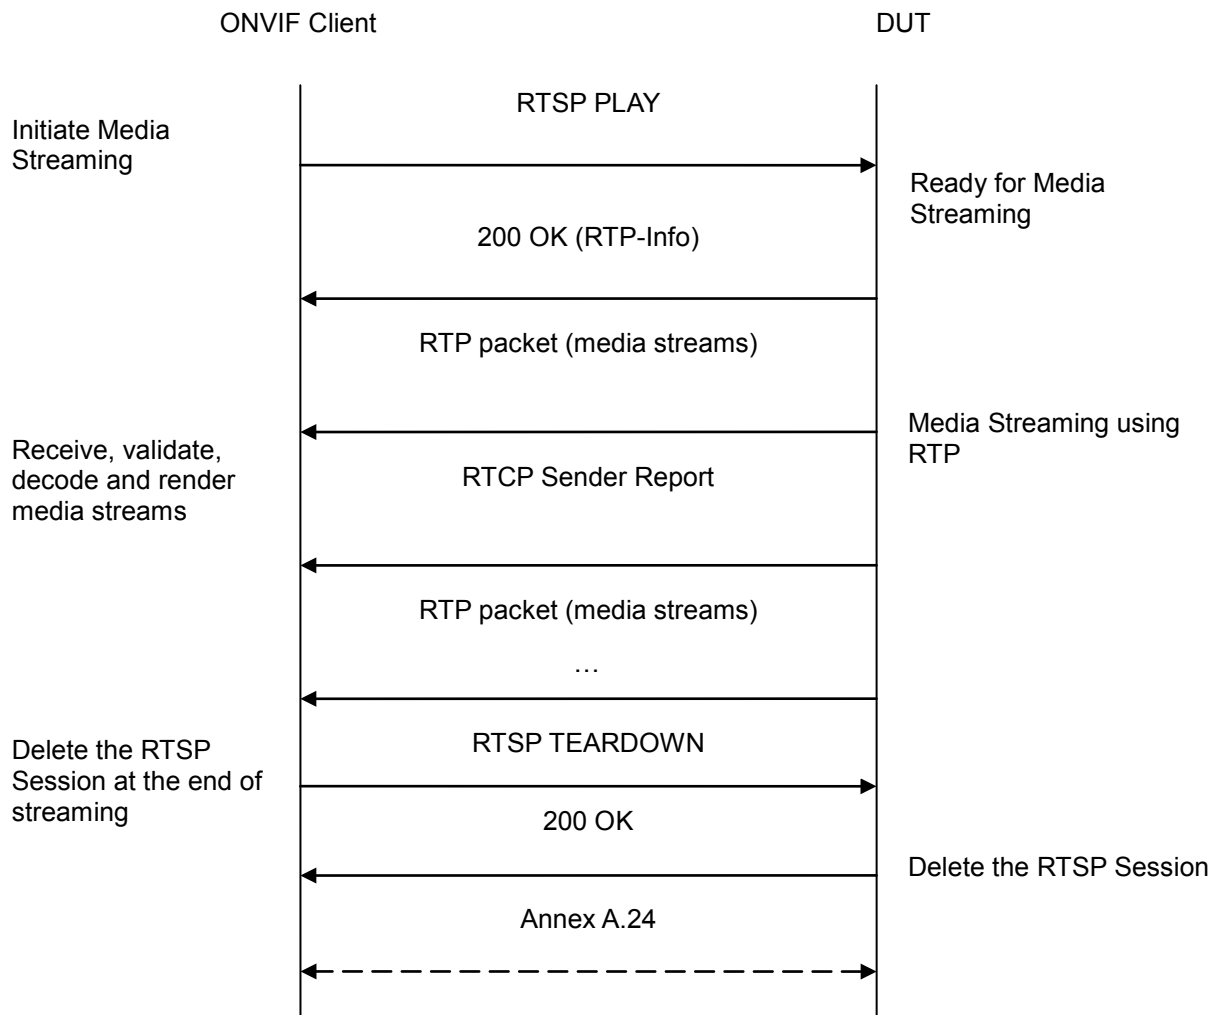 ONVIF Client
DUT
RTSP PLAY
Initiate Media
Streaming
Ready for Media
Streaming
200 OK (RTP-Info)
RTP packet (media streams)
Media Streaming using
RTP
Receive, validate,
decode and render
media streams
RTCP Sender Report
RTP packet (media streams)
…
RTSP TEARDOWN
Delete the RTSP
Session at the end of
streaming
200 OK
Delete the RTSP Session
Annex A.24